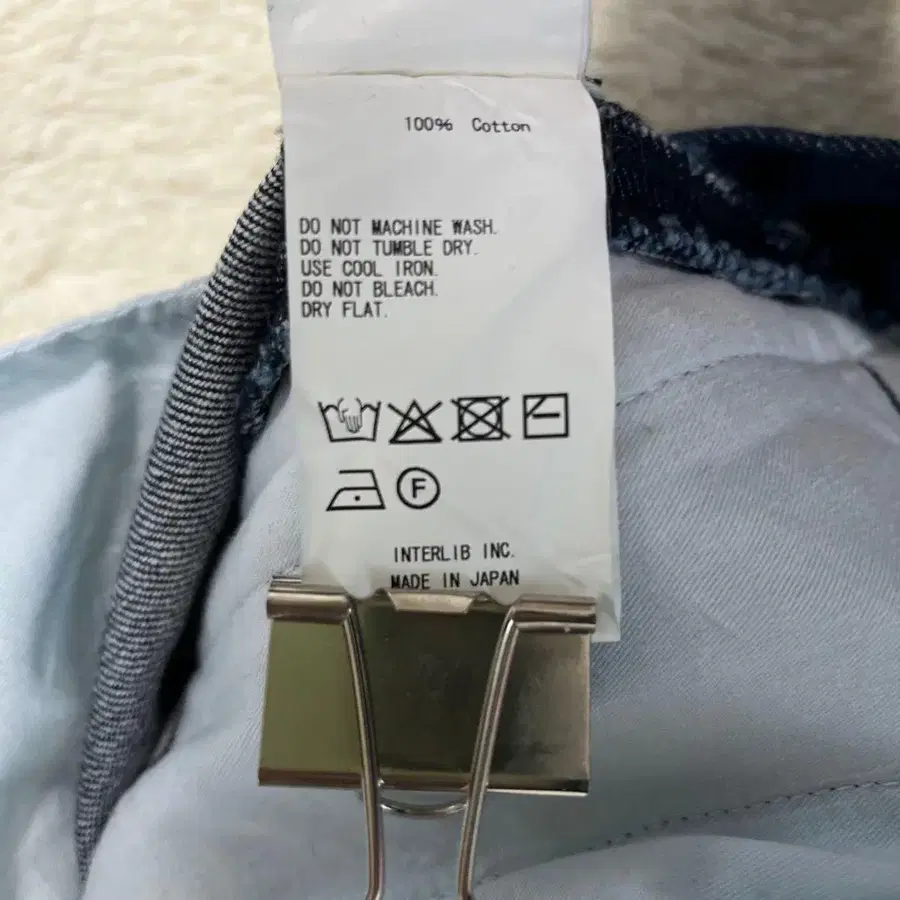 100% Cotton
DO NOT MACHINE WASH.
DO NOT TUMBLE DRY.
USE COOL IRON.
DO NOT BLEACH.
DRY FLAT.
F
INTERLIB INC.
MADE IN JAPAN